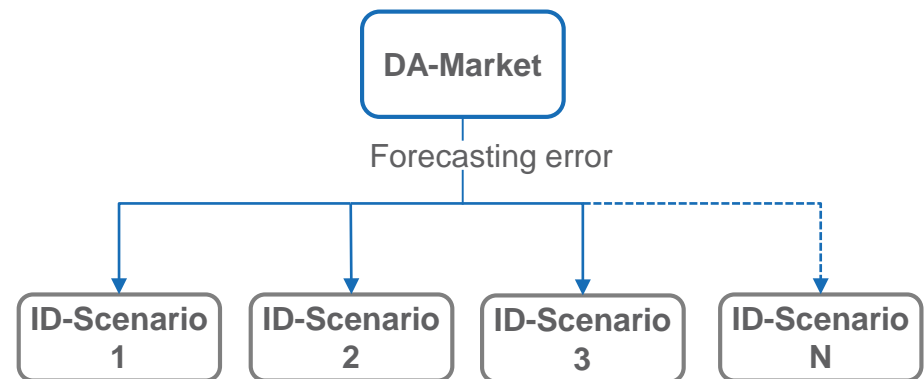 DA-Market
Forecasting error
ID-Scenario
1
ID-Scenario
2
ID-Scenario
3
ID-Scenario
N